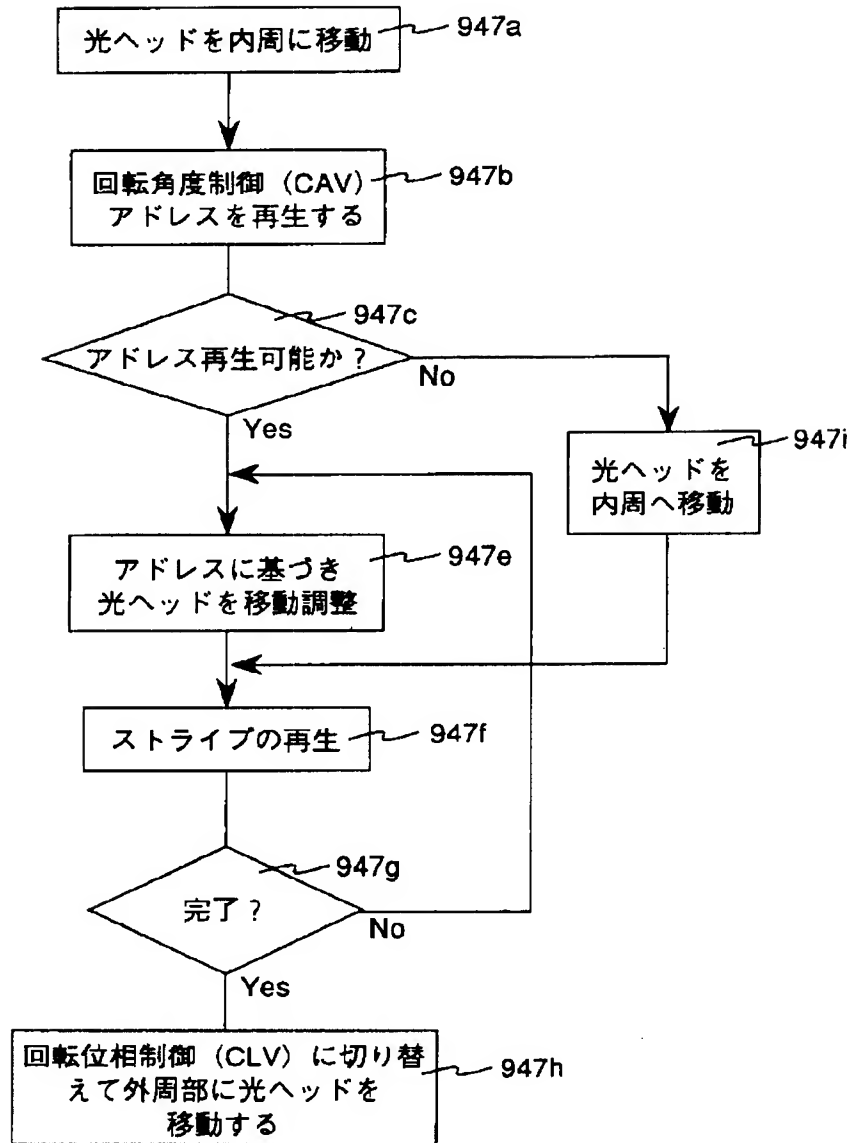 光ヘッドを内周に移動
947a
回転角度制御（CAV）
アドレスを再生する
947b
947c
アドレス再生可能か？
No
Yes
947i
光ヘッドを
内周へ移動
アドレスに基づき
光ヘッドを移動調整
947e
ストライプの再生
947f
947g
完了？
No
Yes
回転位相制御（CLV）に切り替
えて外周部に光ヘッドを
移動する
947h